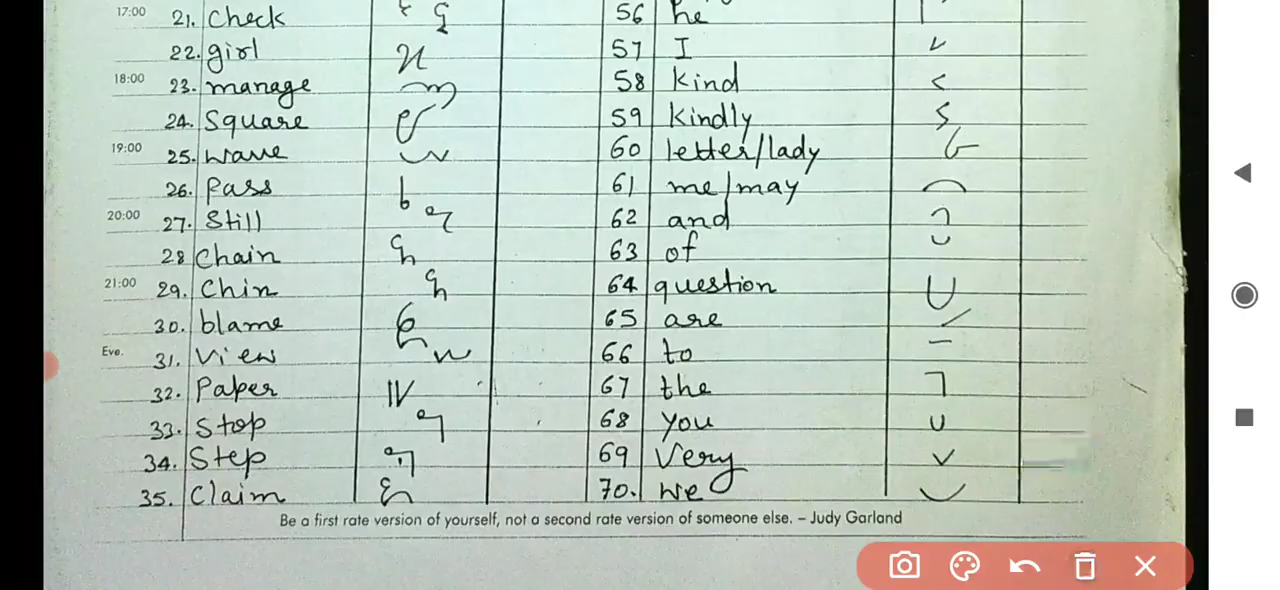 17:00 21. Check 56 he
22. girl 57 I
18:00 23. manage 58 kind
24. Square 59 kindly
19:00 25. wave 60 letter/lady
26. Pass 61 me/may
20:00 27. Still 62 and
28 Chain 63 of
21:00 29. Chin 64 question
30. blame 65 are
Eve. 31. View 66 to
32. Paper 67 the
33. Stop 68 you
34. Step 69 Very
35. Claim 70. we
Be a first rate version of yourself, not a second rate version of someone else. – Judy Garland